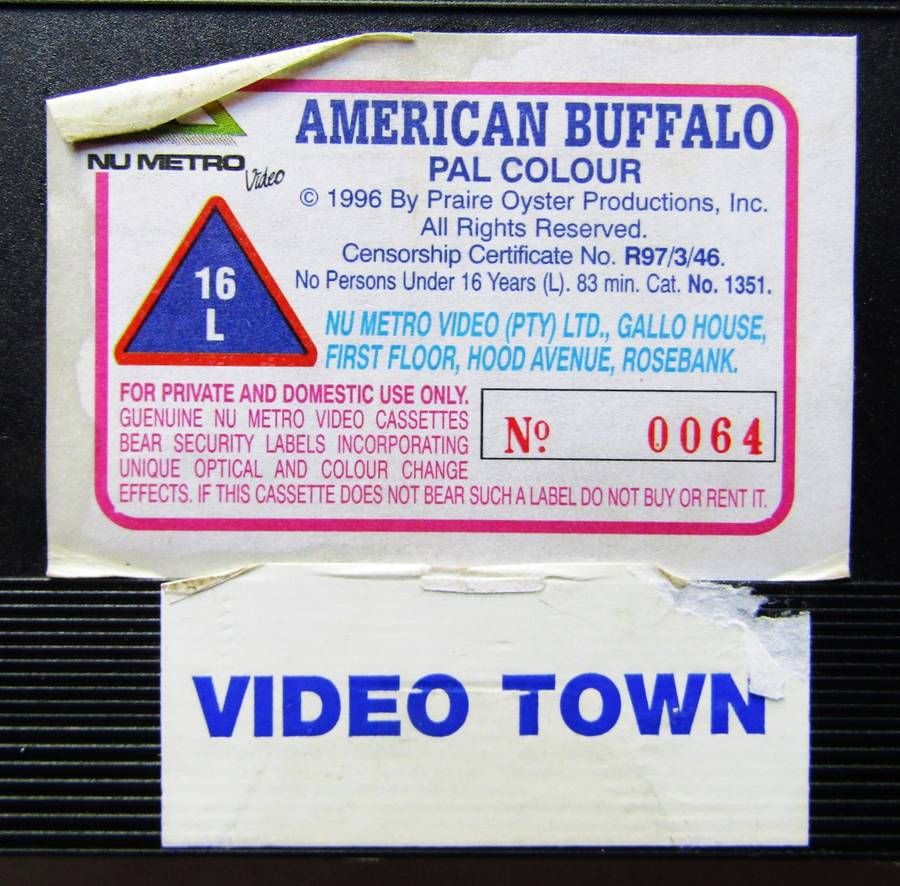 AMERICAN BUFFALO
NU METRO Video
PAL COLOUR
© 1996 By Praire Oyster Productions, Inc.
All Rights Reserved.
Censorship Certificate No. R97/3/46.
No Persons Under 16 Years (L). 83 min. Cat. No. 1351.
16
L
NU METRO VIDEO (PTY) LTD., GALLO HOUSE,
FIRST FLOOR, HOOD AVENUE, ROSEBANK.
FOR PRIVATE AND DOMESTIC USE ONLY.
GUENUINE NU METRO VIDEO CASSETTES
BEAR SECURITY LABELS INCORPORATING
UNIQUE OPTICAL AND COLOUR CHANGE
EFFECTS. IF THIS CASSETTE DOES NOT BEAR SUCH A LABEL DO NOT BUY OR RENT IT.
Nº. 0064
VIDEO TOWN